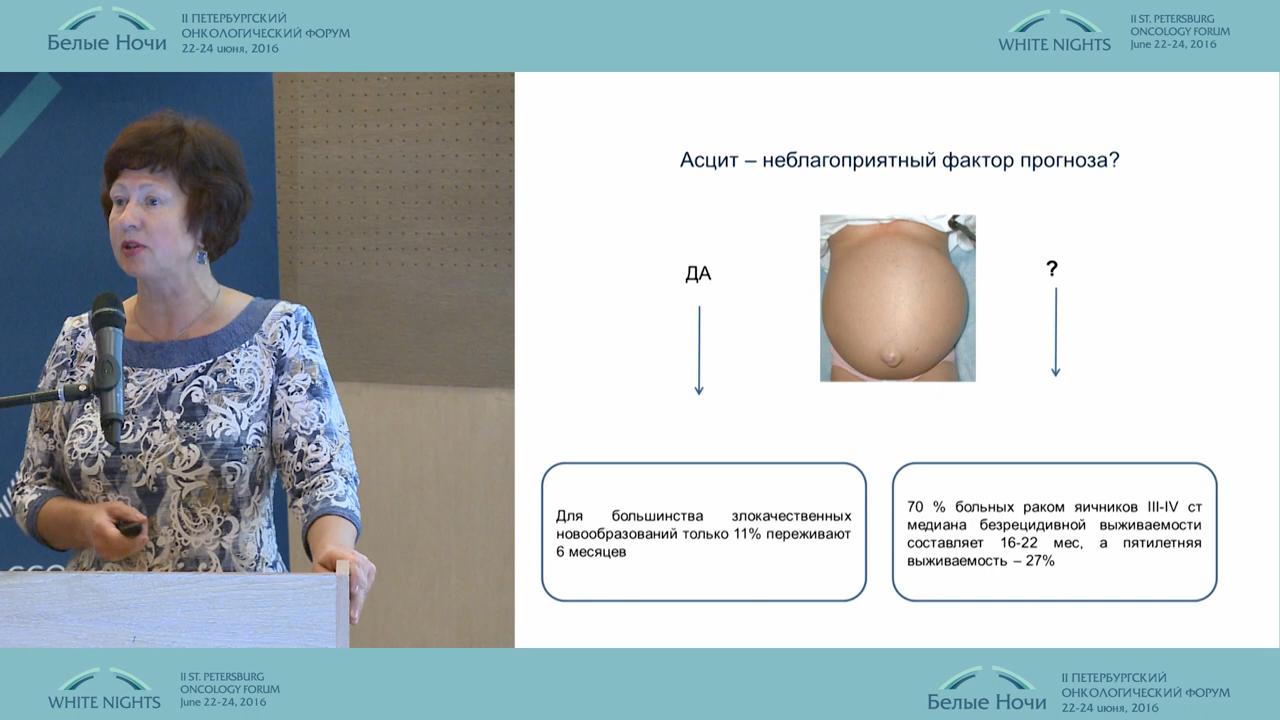 Белые Ночи
II ПЕТЕРБУРГСКИЙ
ОНКОЛОГИЧЕСКИЙ ФОРУМ
22-24 июня, 2016
WHITE NIGHTS
II ST. PETERSBURG
ONCOLOGY FORUM
June 22-24, 2016
Асцит – неблагоприятный фактор прогноза?
ДА
?
Для большинства злокачественных
новообразований только 11% переживают
6 месяцев
70 % больных раком яичников III-IV ст
медиана безрецидивной выживаемости
составляет 16-22 мес, а пятилетняя
выживаемость – 27%
WHITE NIGHTS
II ST. PETERSBURG
ONCOLOGY FORUM
June 22-24, 2016
Белые Ночи
II ПЕТЕРБУРГСКИЙ
ОНКОЛОГИЧЕСКИЙ ФОРУМ
22-24 июня, 2016